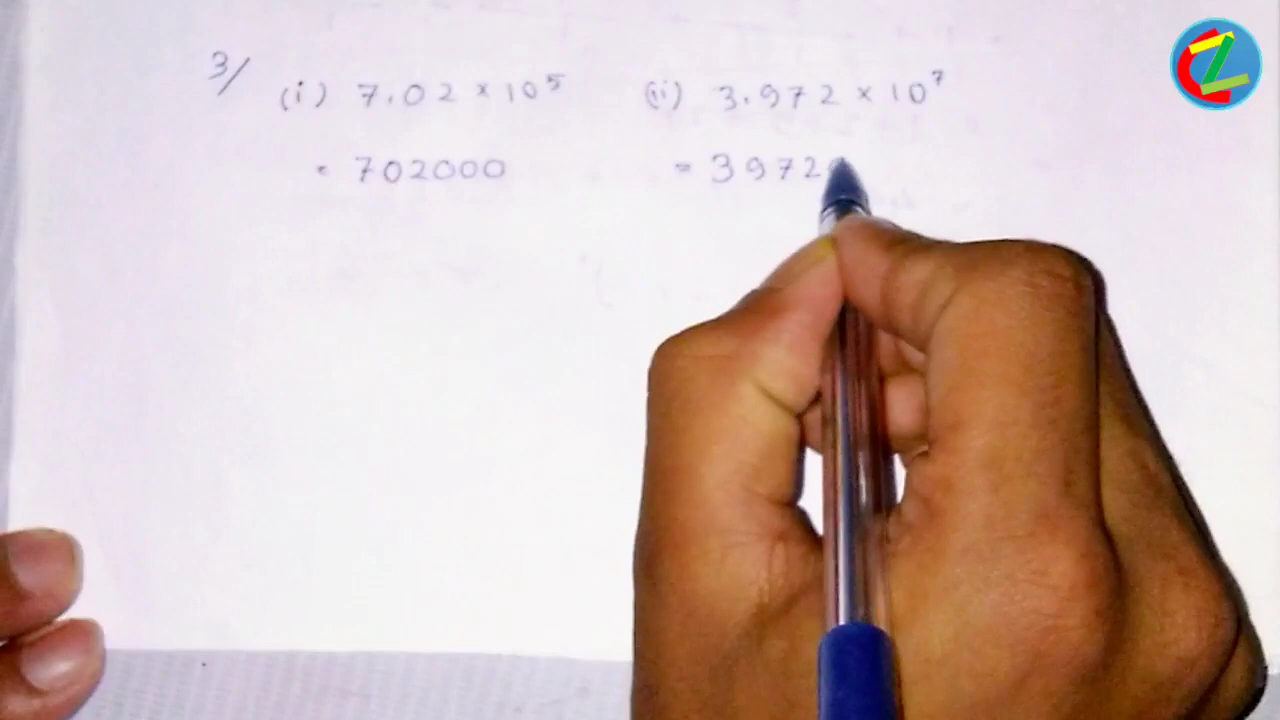 3/ (i) 7.02 × 10⁵ (ii) 3.972 × 10⁷
= 702000 = 3972